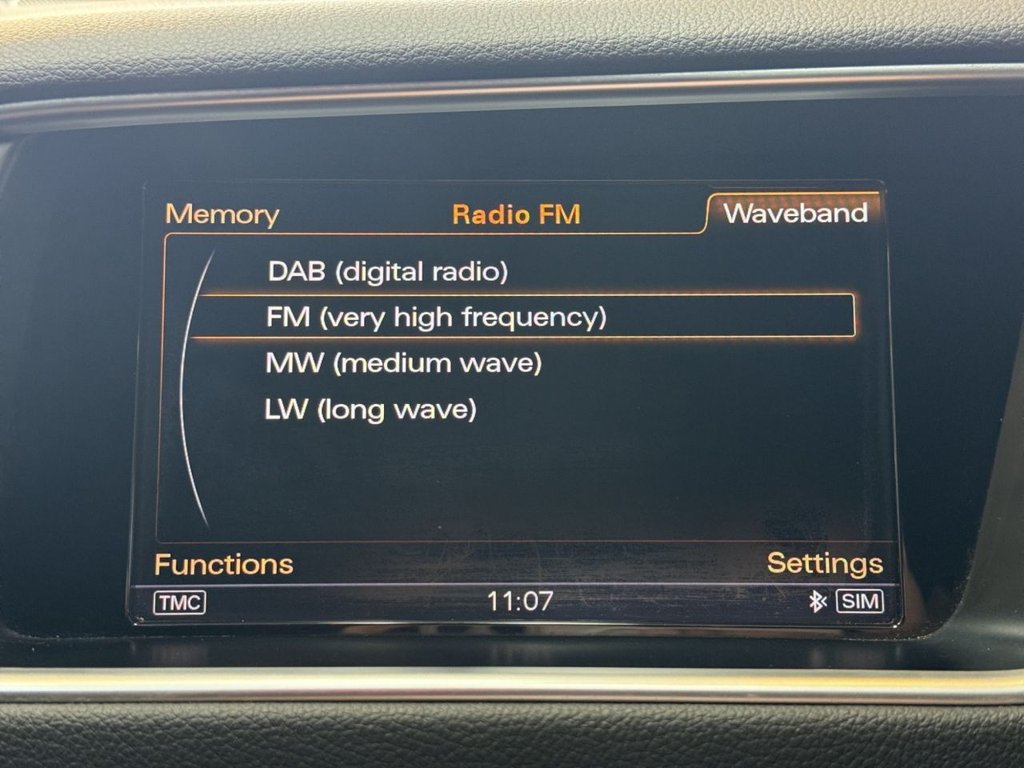 Memory Radio FM Waveband
DAB (digital radio)
FM (very high frequency)
MW (medium wave)
LW (long wave)
Functions Settings
TMC 11:07 SIM